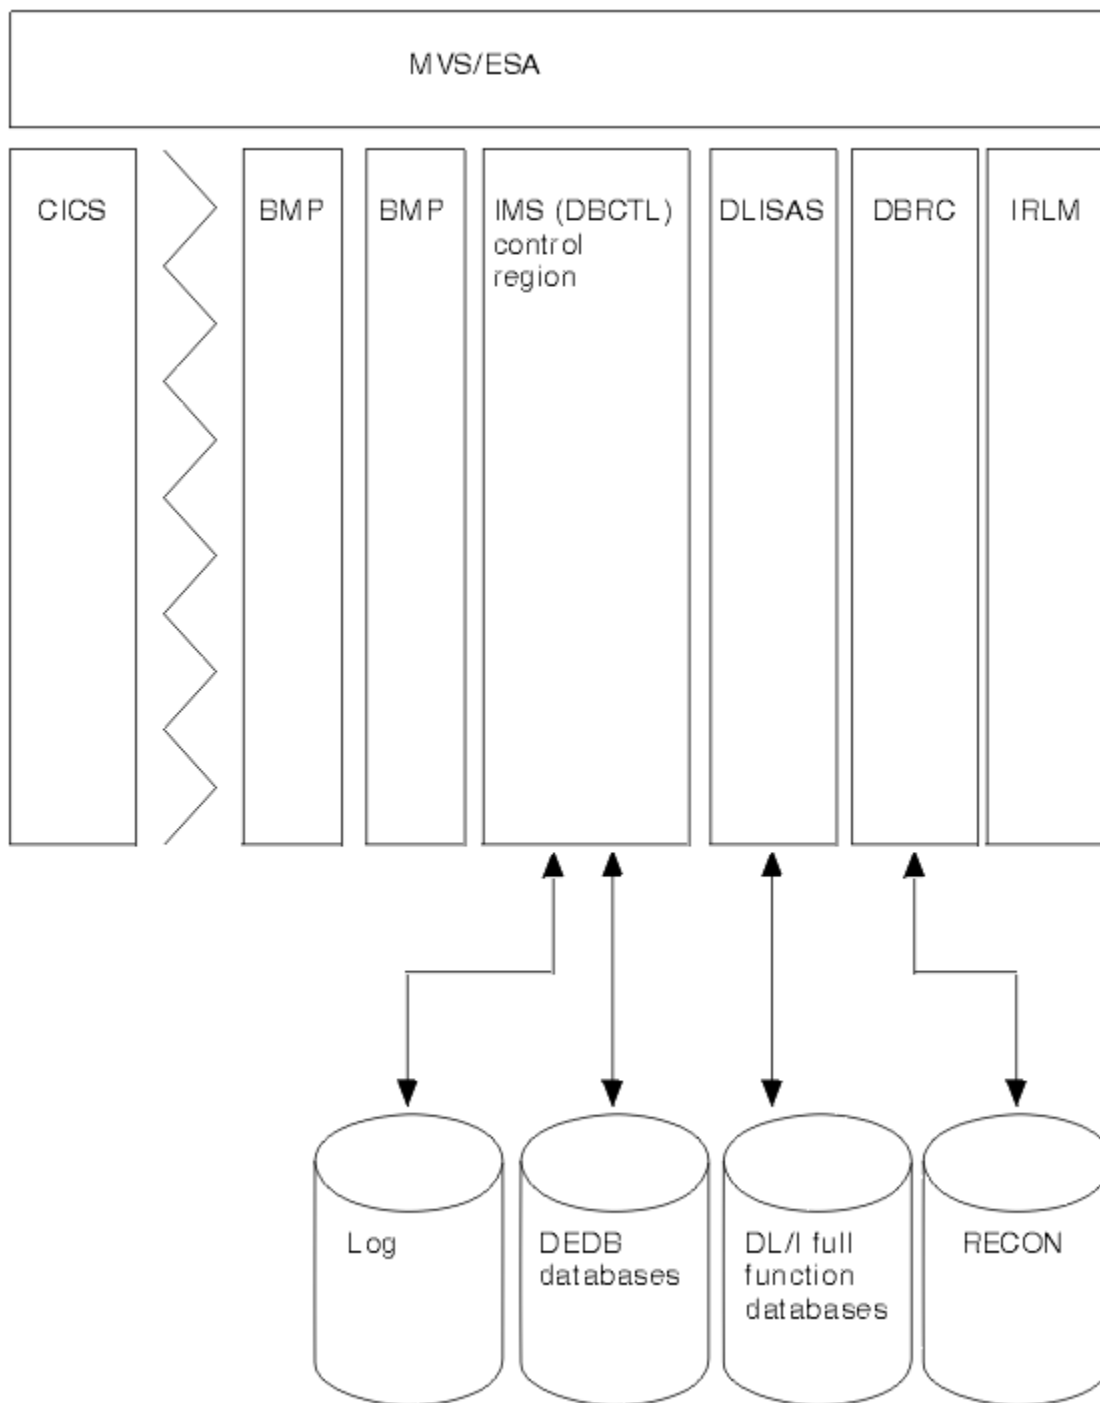 MVS/ESA
CICS
BMP
BMP
IMS (DBCTL)
control
region
DLISAS
DBRC
IRLM
Log
DEDB
databases
DL/I full
function
databases
RECON